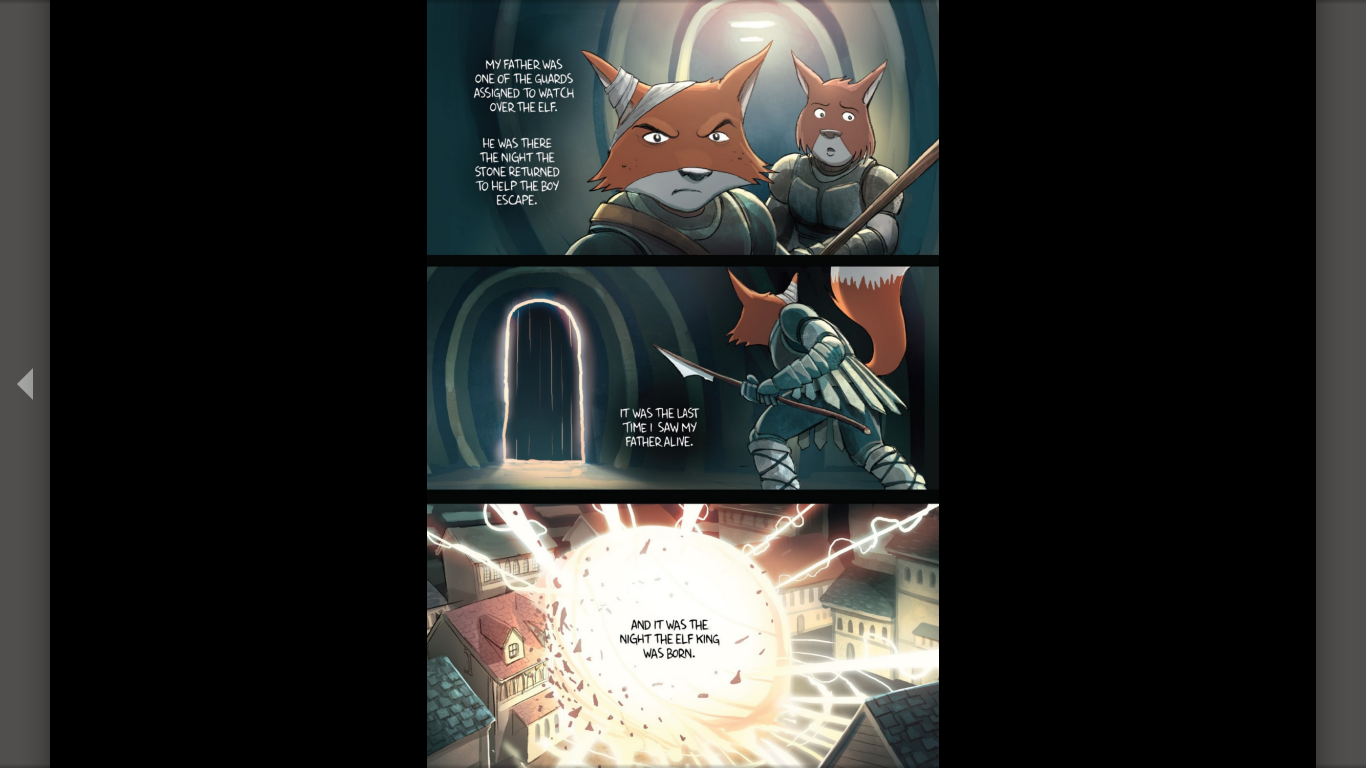 MY FATHER WAS
ONE OF THE GUARDS
ASSIGNED TO WATCH
OVER THE ELF.
HE WAS THERE
THE NIGHT THE
STONE RETURNED
TO HELP THE BOY
ESCAPE.
IT WAS THE LAST
TIME I SAW MY
FATHER ALIVE.
AND IT WAS THE
NIGHT THE ELF KING
WAS BORN.